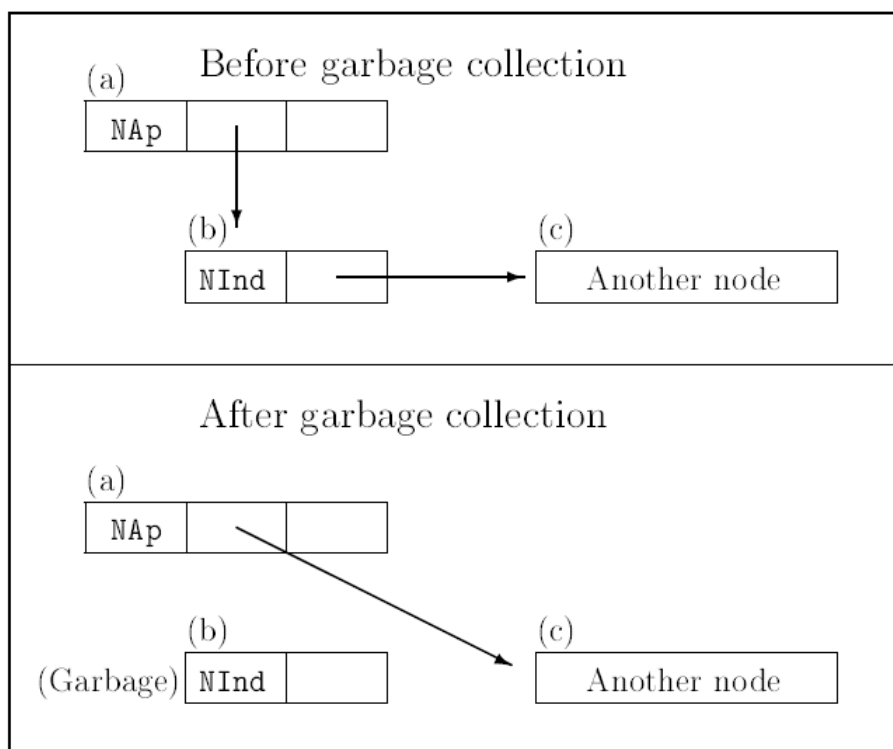 Before garbage collection
(a)
NAp
(b)
(c)
NInd
Another node
After garbage collection
(a)
NAp
(b)
(c)
(Garbage)
NInd
Another node